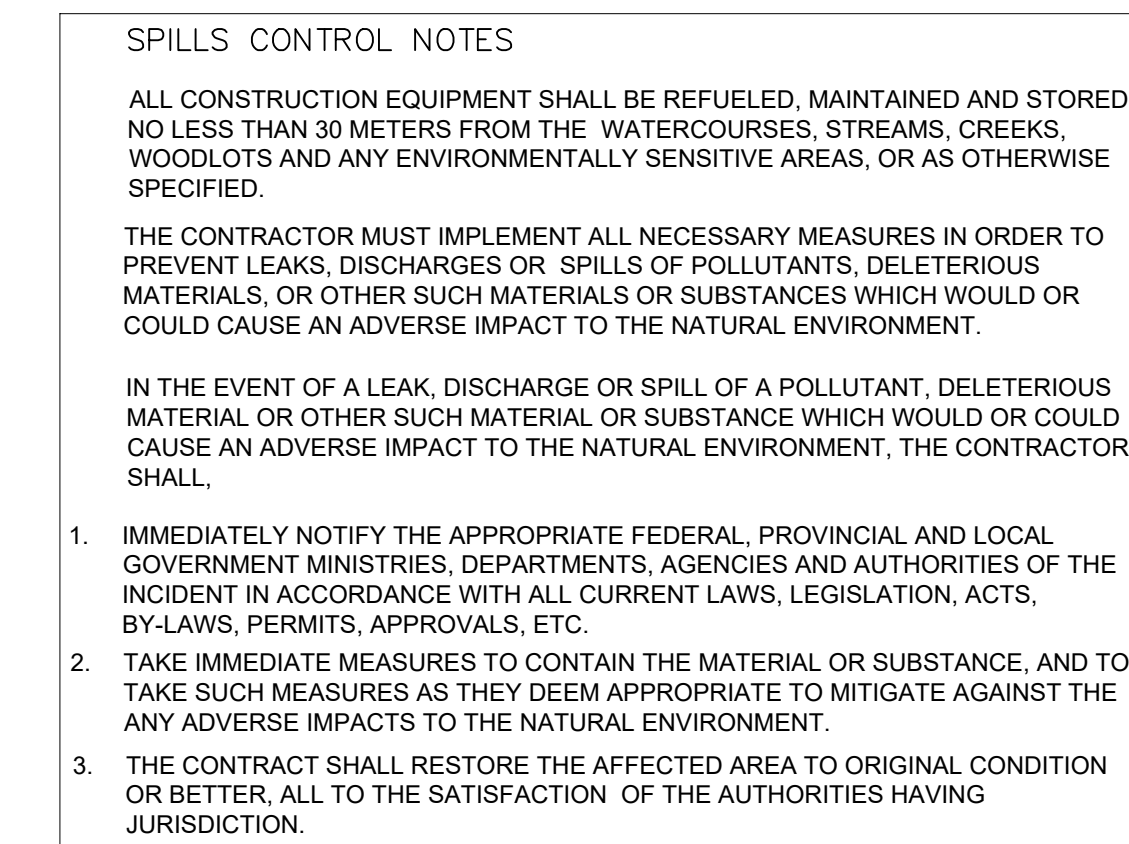 SPILLS CONTROL NOTES
ALL CONSTRUCTION EQUIPMENT SHALL BE REFUELED, MAINTAINED AND STORED
NO LESS THAN 30 METERS FROM THE WATERCOURSES, STREAMS, CREEKS,
WOODLOTS AND ANY ENVIRONMENTALLY SENSITIVE AREAS, OR AS OTHERWISE
SPECIFIED.
THE CONTRACTOR MUST IMPLEMENT ALL NECESSARY MEASURES IN ORDER TO
PREVENT LEAKS, DISCHARGES OR SPILLS OF POLLUTANTS, DELETERIOUS
MATERIALS, OR OTHER SUCH MATERIALS OR SUBSTANCES WHICH WOULD OR
COULD CAUSE AN ADVERSE IMPACT TO THE NATURAL ENVIRONMENT.
IN THE EVENT OF A LEAK, DISCHARGE OR SPILL OF A POLLUTANT, DELETERIOUS
MATERIAL OR OTHER SUCH MATERIAL OR SUBSTANCE WHICH WOULD OR COULD
CAUSE AN ADVERSE IMPACT TO THE NATURAL ENVIRONMENT, THE CONTRACTOR
SHALL,
1. IMMEDIATELY NOTIFY THE APPROPRIATE FEDERAL, PROVINCIAL AND LOCAL
GOVERNMENT MINISTRIES, DEPARTMENTS, AGENCIES AND AUTHORITIES OF THE
INCIDENT IN ACCORDANCE WITH ALL CURRENT LAWS, LEGISLATION, ACTS,
BY-LAWS, PERMITS, APPROVALS, ETC.
2. TAKE IMMEDIATE MEASURES TO CONTAIN THE MATERIAL OR SUBSTANCE, AND TO
TAKE SUCH MEASURES AS THEY DEEM APPROPRIATE TO MITIGATE AGAINST THE
ANY ADVERSE IMPACTS TO THE NATURAL ENVIRONMENT.
3. THE CONTRACT SHALL RESTORE THE AFFECTED AREA TO ORIGINAL CONDITION
OR BETTER, ALL TO THE SATISFACTION OF THE AUTHORITIES HAVING
JURISDICTION.